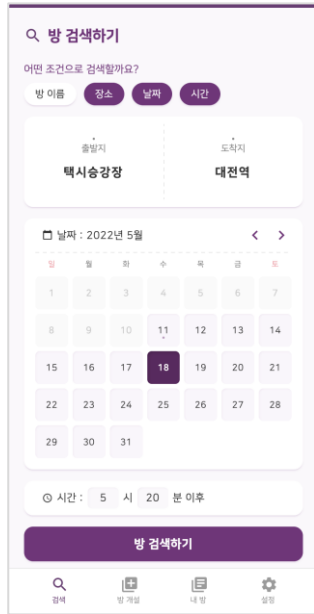 방 검색하기
어떤 조건으로 검색할까요?
방 이름 장소 날짜 시간
출발지 도착지
택시승강장 대전역
날짜 : 2022년 5월
일 월 화 수 목 금 토
1 2 3 4 5 6 7
8 9 10 11 12 13 14
15 16 17 18 19 20 21
22 23 24 25 26 27 28
29 30 31
시간 : 5 시 20 분 이후
방 검색하기
검색 방 개설 내 방 설정